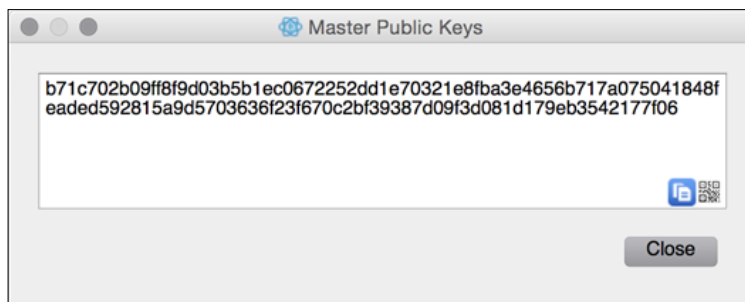 Master Public Keys
b71c702b09ff8f9d03b5b1ec0672252dd1e70321e8fba3e4656b717a075041848f
eaded592815a9d5703636f23f670c2bf39387d09f3d081d179eb3542177f06
Close